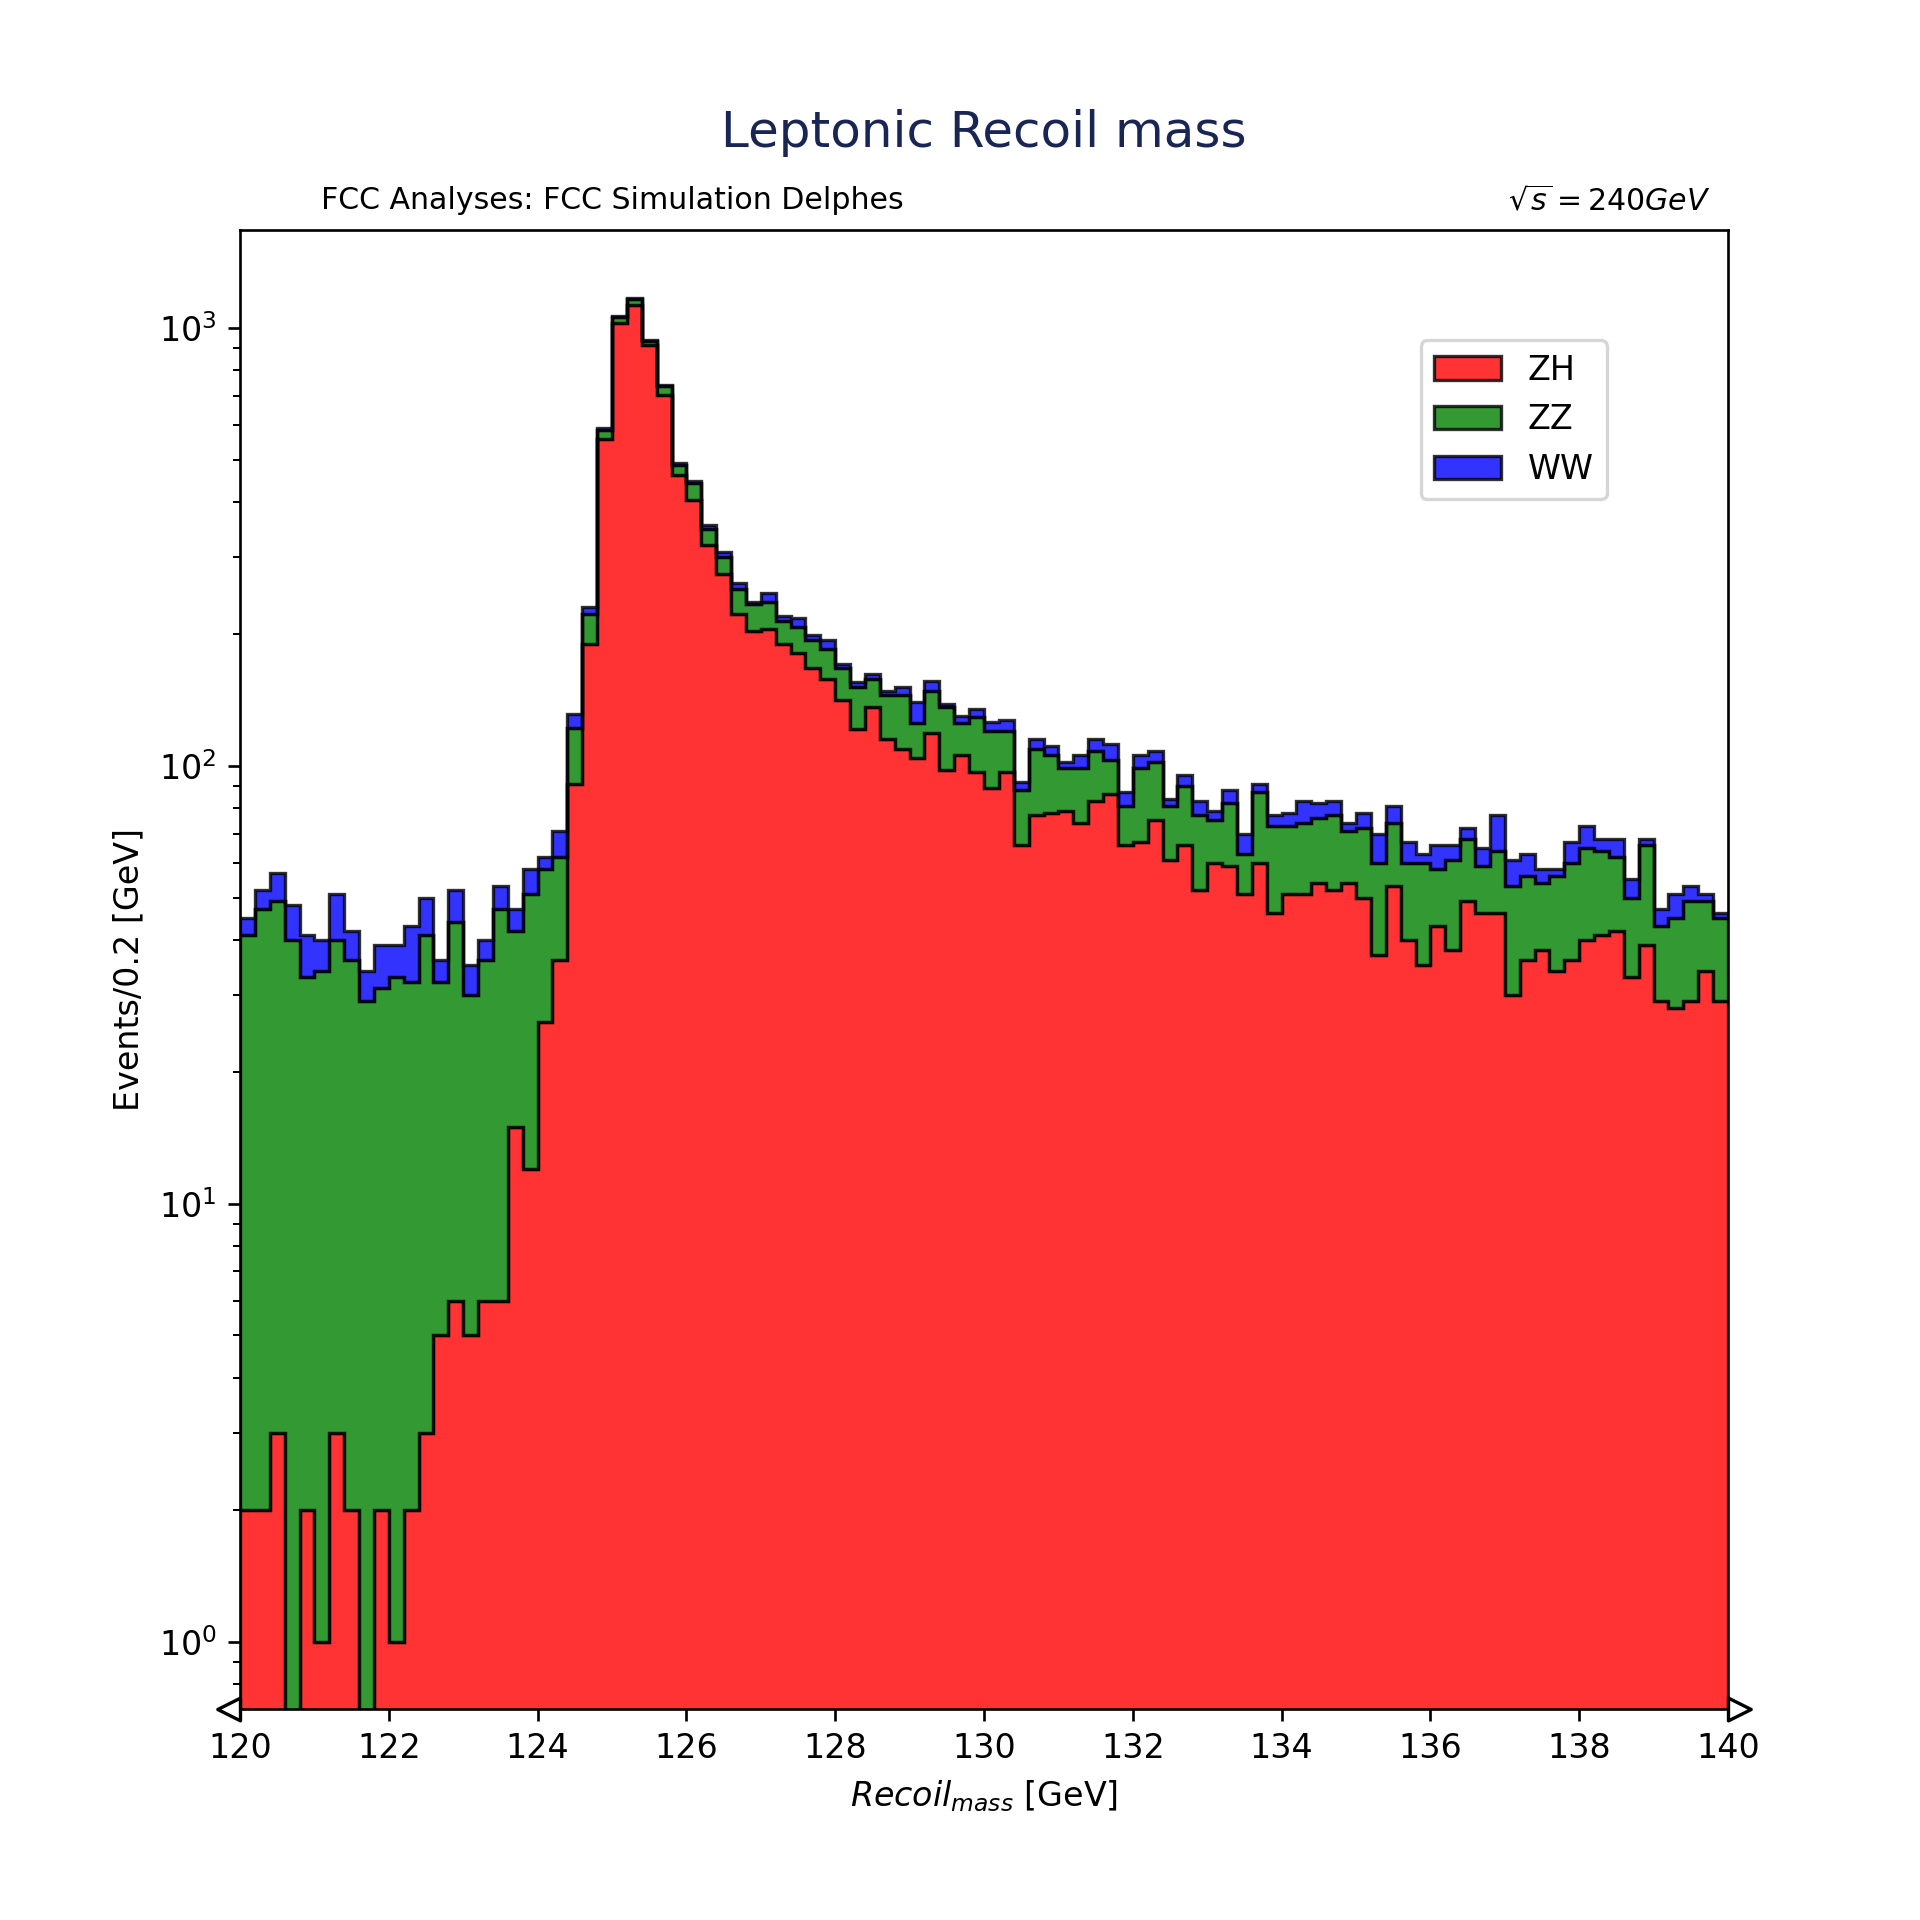 Leptonic Recoil mass
FCC Analyses: FCC Simulation Delphes
√s = 240GeV
10³
10²
10¹
10⁰
Events/0.2 [GeV]
ZH
ZZ
WW
120 122 124 126 128 130 132 134 136 138 140
Recoil_mass [GeV]